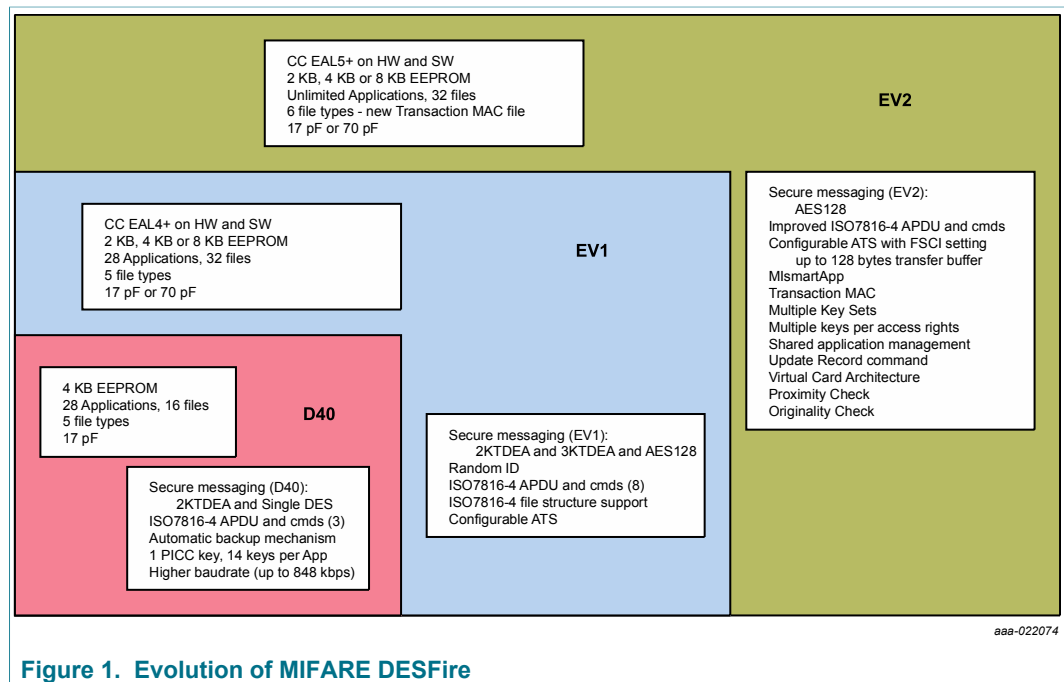 CC EAL5+ on HW and SW
2 KB, 4 KB or 8 KB EEPROM
Unlimited Applications, 32 files
6 file types - new Transaction MAC file
17 pF or 70 pF
EV2
Secure messaging (EV2):
AES128
Improved ISO7816-4 APDU and cmds
Configurable ATS with FSCI setting
up to 128 bytes transfer buffer
MIsmartApp
Transaction MAC
Multiple Key Sets
Multiple keys per access rights
Shared application management
Update Record command
Virtual Card Architecture
Proximity Check
Originality Check
CC EAL4+ on HW and SW
2 KB, 4 KB or 8 KB EEPROM
28 Applications, 32 files
5 file types
17 pF or 70 pF
EV1
Secure messaging (EV1):
2KTDEA and 3KTDEA and AES128
Random ID
ISO7816-4 APDU and cmds (8)
ISO7816-4 file structure support
Configurable ATS
4 KB EEPROM
28 Applications, 16 files
5 file types
17 pF
D40
Secure messaging (D40):
2KTDEA and Single DES
ISO7816-4 APDU and cmds (3)
Automatic backup mechanism
1 PICC key, 14 keys per App
Higher baudrate (up to 848 kbps)
aaa-022074
Figure 1. Evolution of MIFARE DESFire